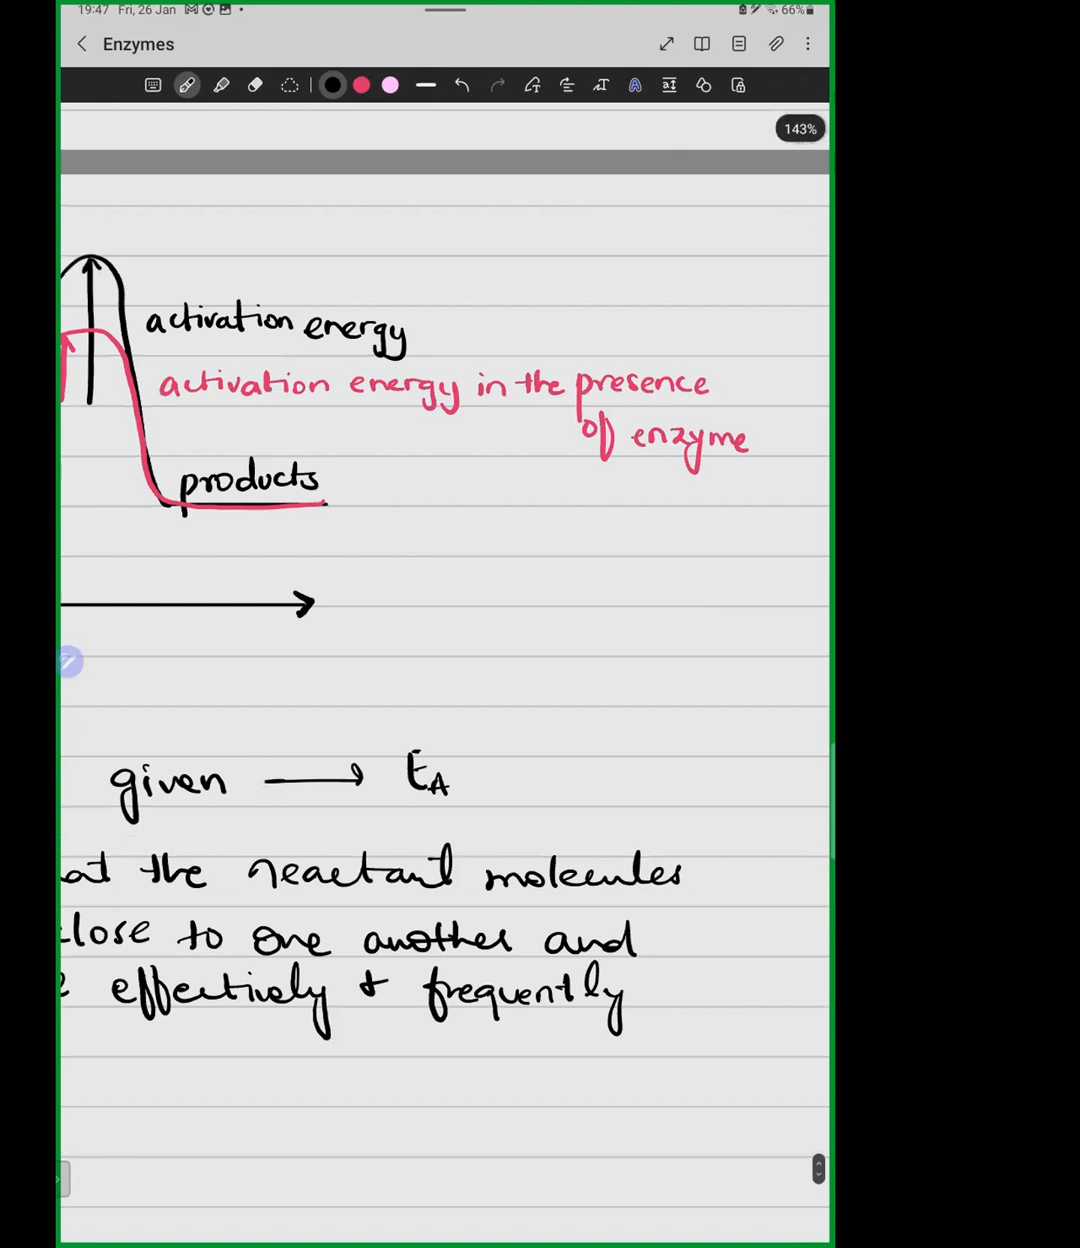 19:47 Fri, 26 Jan
66%
Enzymes
143%
activation energy
activation energy in the presence
of enzyme
products
given → EA
at the reactant molecules
close to one another and
effectively + frequently